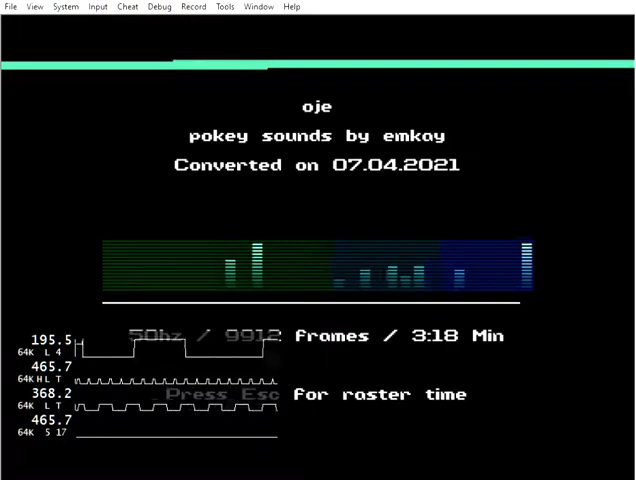 File View System Input Cheat Debug Record Tools Window Help
oje
pokey sounds by emkay
Converted on 07.04.2021
50hz / 9912 frames / 3:18 Min
Press Esc for raster time
195.5
64K L 4
465.7
64K H L T
368.2
64K L T
465.7
64K 5 17